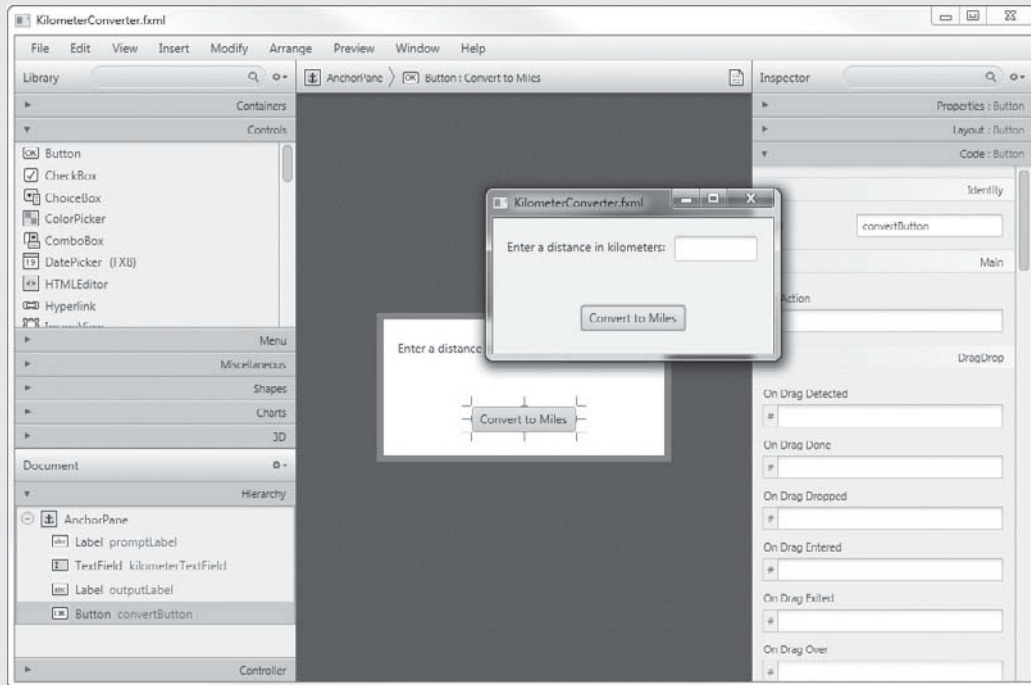 KilometerConverter.fxml
File Edit View Insert Modify Arrange Preview Window Help
Library
AnchorPane Button : Convert to Miles
Inspector
Containers
Controls
Button
CheckBox
ChoiceBox
ColorPicker
ComboBox
DatePicker (FX8)
HTMLEditor
Hyperlink
ImageView
Menu
Miscellaneous
Shapes
Charts
3D
Document
Hierarchy
AnchorPane
Label promptLabel
TextField kilometerTextField
Label outputLabel
Button convertButton
Controller
Enter a distance
Convert to Miles
KilometerConverter.fxml
Enter a distance in kilometers:
Convert to Miles
Properties : Button
Layout : Button
Code : Button
Identity
convertButton
Main
Action
DragDrop
On Drag Detected
#
On Drag Done
#
On Drag Dropped
#
On Drag Entered
#
On Drag Exited
#
On Drag Over
#